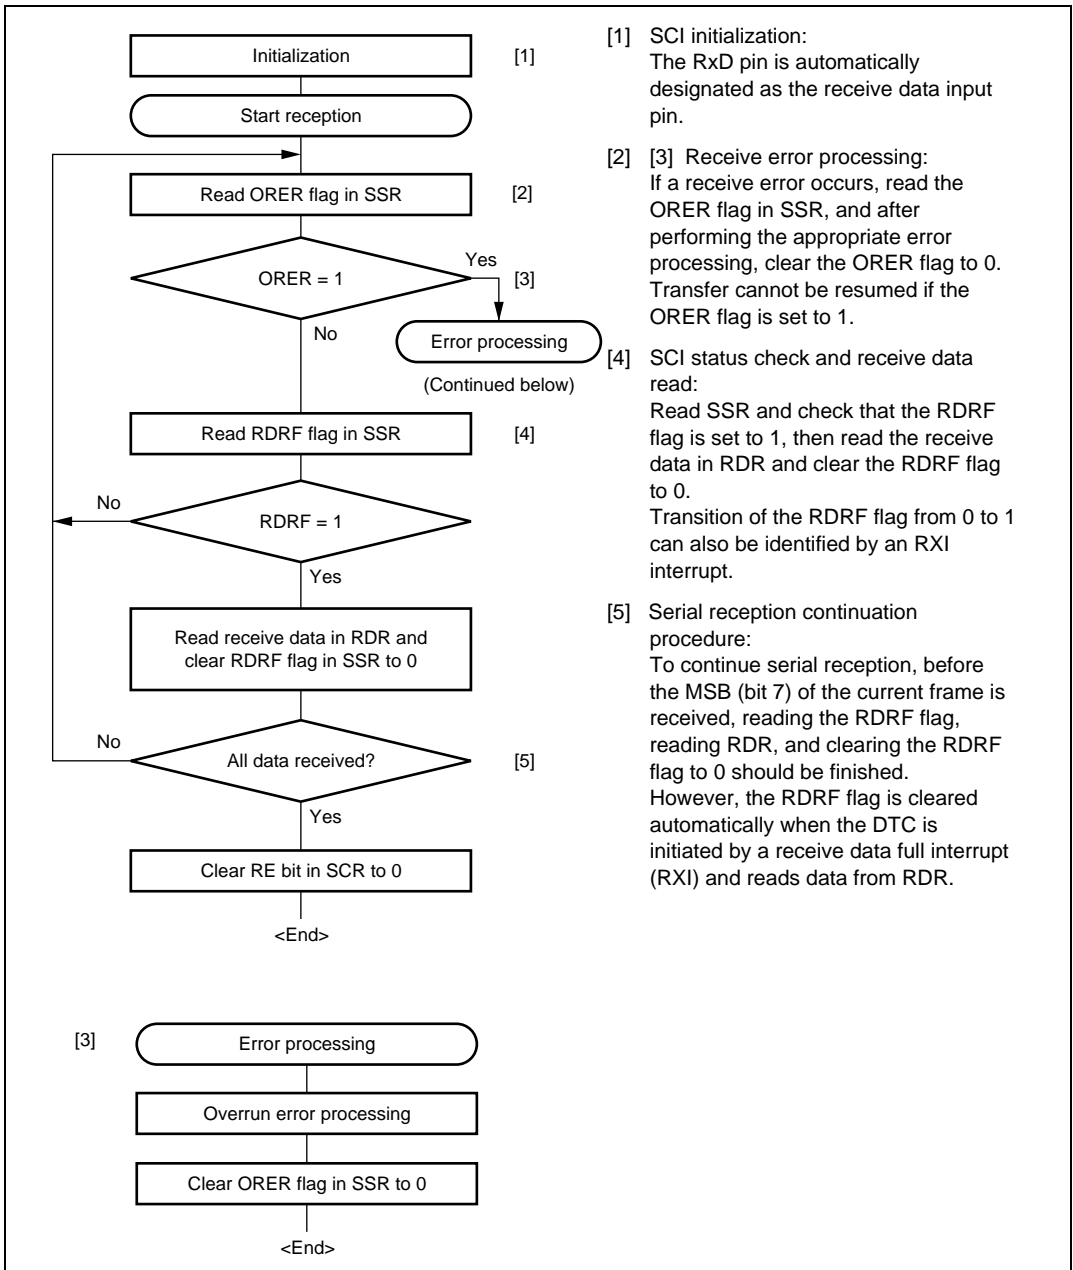 Initialization [1]
Start reception
Read ORER flag in SSR [2]
ORER = 1
Yes
[3]
No
Error processing
(Continued below)
Read RDRF flag in SSR [4]
No
RDRF = 1
Yes
Read receive data in RDR and
clear RDRF flag in SSR to 0
No
All data received? [5]
Yes
Clear RE bit in SCR to 0
<End>
[1] SCI initialization:
The RxD pin is automatically
designated as the receive data input
pin.
[2] [3] Receive error processing:
If a receive error occurs, read the
ORER flag in SSR, and after
performing the appropriate error
processing, clear the ORER flag to 0.
Transfer cannot be resumed if the
ORER flag is set to 1.
[4] SCI status check and receive data
read:
Read SSR and check that the RDRF
flag is set to 1, then read the receive
data in RDR and clear the RDRF flag
to 0.
Transition of the RDRF flag from 0 to 1
can also be identified by an RXI
interrupt.
[5] Serial reception continuation
procedure:
To continue serial reception, before
the MSB (bit 7) of the current frame is
received, reading the RDRF flag,
reading RDR, and clearing the RDRF
flag to 0 should be finished.
However, the RDRF flag is cleared
automatically when the DTC is
initiated by a receive data full interrupt
(RXI) and reads data from RDR.
[3] Error processing
Overrun error processing
Clear ORER flag in SSR to 0
<End>